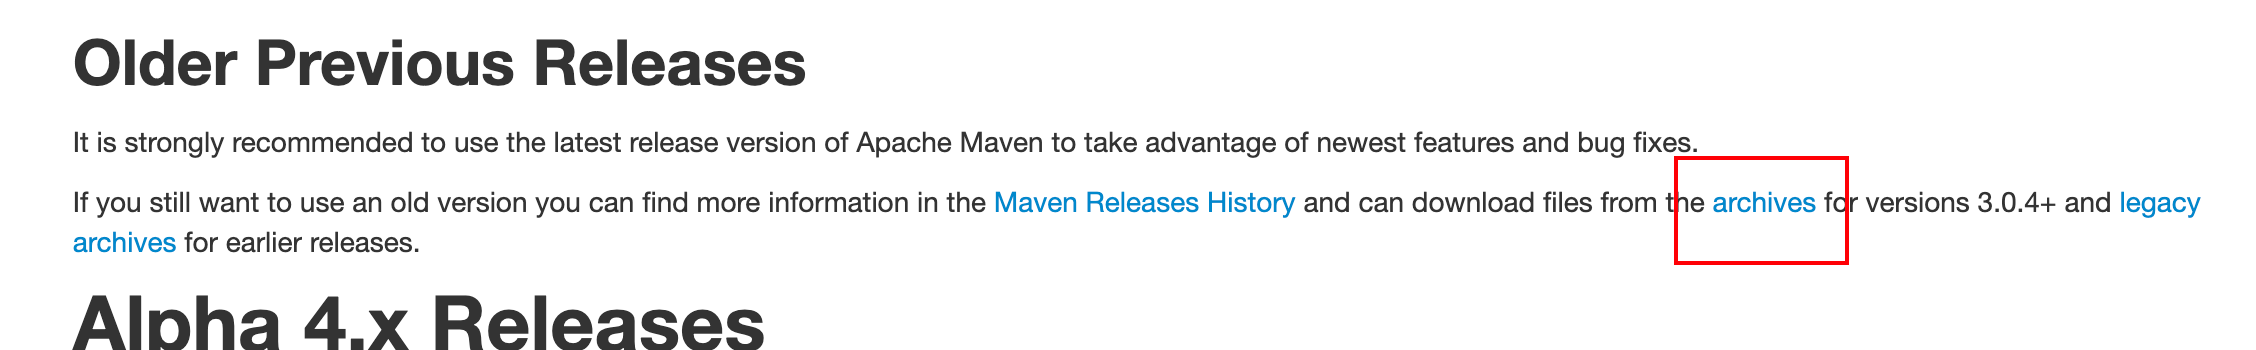 Older Previous Releases
It is strongly recommended to use the latest release version of Apache Maven to take advantage of newest features and bug fixes.
If you still want to use an old version you can find more information in the Maven Releases History and can download files from the archives for versions 3.0.4+ and legacy
archives for earlier releases.
Alpha 4.x Releases